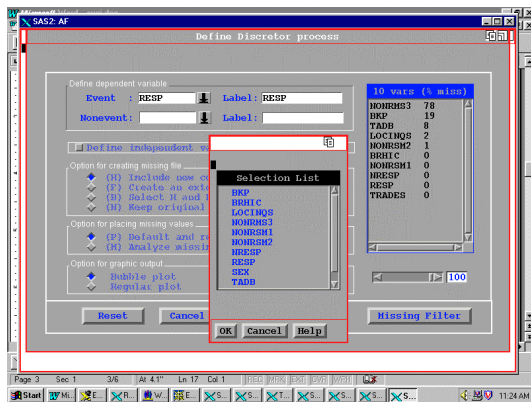 SAS2: AF
Define Discretor process
Define dependent variable
Event : RESP Label: RESP
Nonevent: Label:
Define independent va
Option for creating missing file
(H) Include new co
(F) Create an exte
(B) Select H and
(N) Keep original
Option for placing missing values
(P) Default and re
(M) Analyze missin
Option for graphic output
Bubble plot
Regular plot
Reset
Cancel
Selection List
BKP
BRHIC
LOCINQS
NONRMS3
NONRSM1
NONRSM2
NRESP
RESP
SEX
TADB
OK Cancel Help
10 vars (% miss)
NONRMS3 78
BKP 19
TADB 8
LOCINQS 2
NONRSM2 1
BRHIC 0
NONRSM1 0
NRESP 0
RESP 0
TRADES 0
100
Missing Filter
Page 3 Sec 1 3/6 At 4.1" Ln 17 Col 1 REC MRK EXT OVR WPH
Start Mi... E... R... W... E... S... S... T... S... S... S... S... S... 11:24 AM